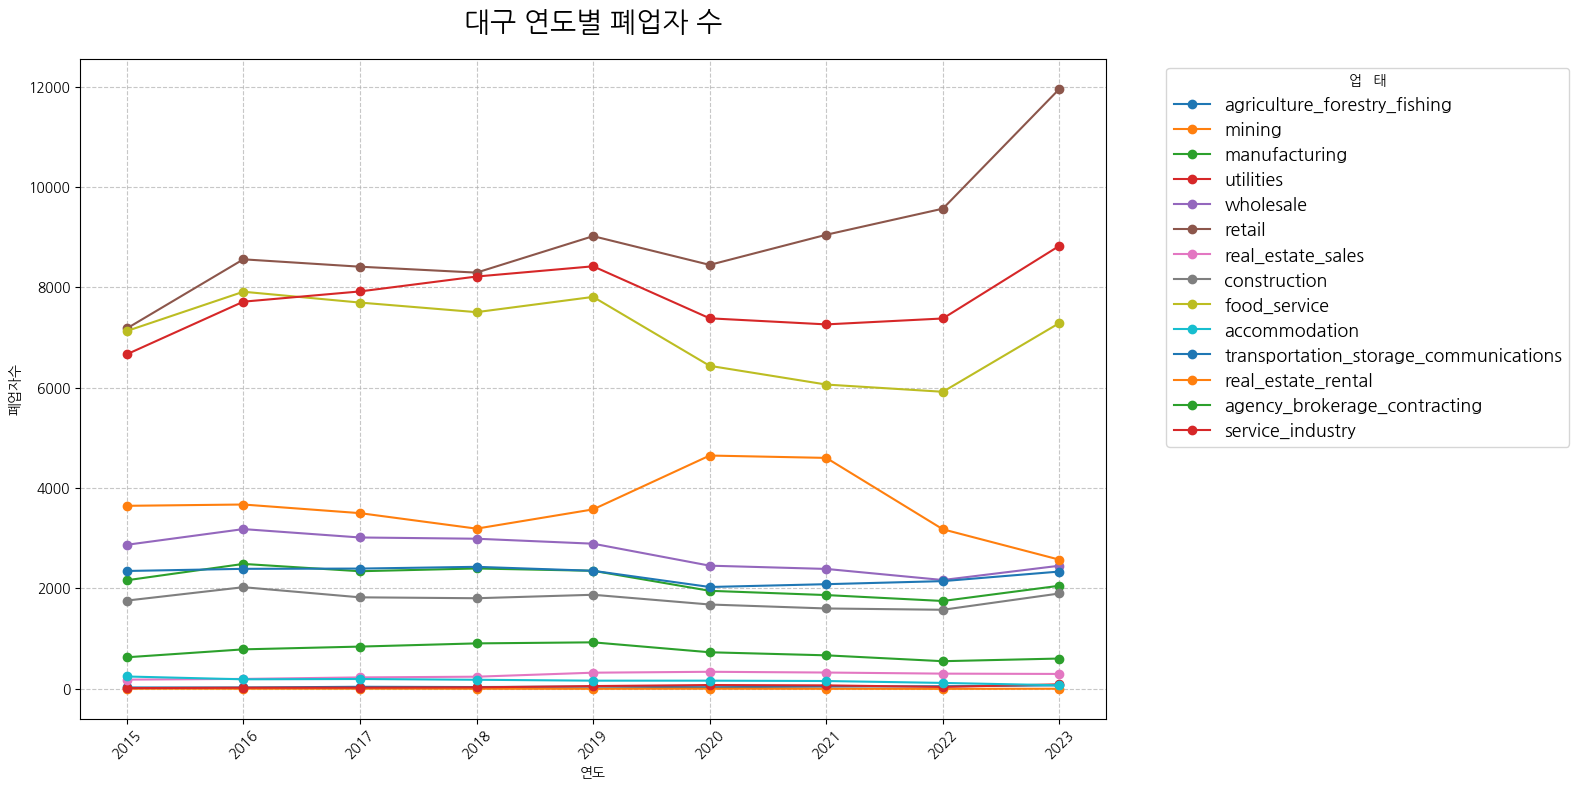 대구 연도별 폐업자 수
12000
10000
8000
6000
4000
2000
0
폐업자수
2015
2016
2017
2018
2019
2020
2021
2022
2023
연도
업 태
agriculture_forestry_fishing
mining
manufacturing
utilities
wholesale
retail
real_estate_sales
construction
food_service
accommodation
transportation_storage_communications
real_estate_rental
agency_brokerage_contracting
service_industry